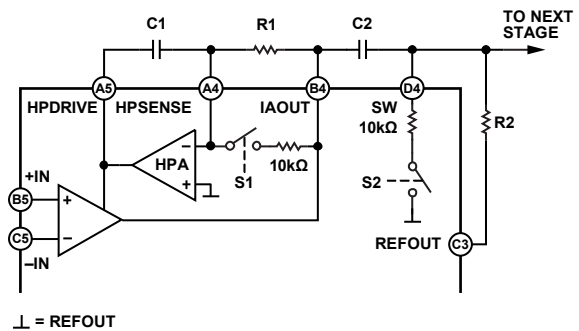 C1
R1
C2
TO NEXT
STAGE
A5
A4
B4
D4
HPDRIVE
HPSENSE
IAOUT
SW
10kΩ
R2
+IN
HPA
–
+
10kΩ
S1
S2
B5
+
C5
–
–IN
REFOUT
C3
⊥ = REFOUT